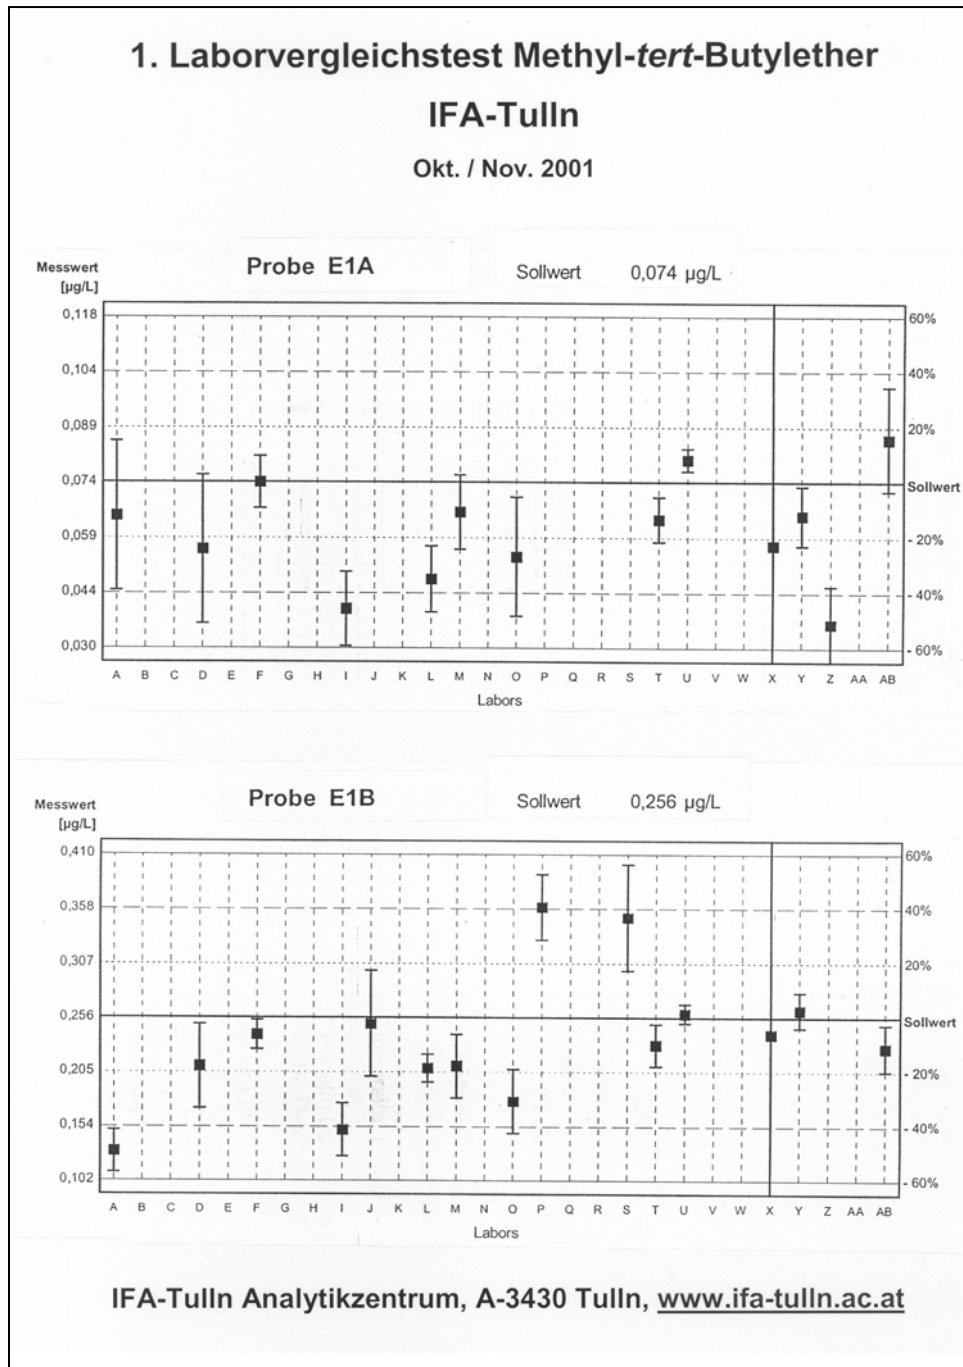 1. Laborvergleichstest Methyl-tert-Butylether
IFA-Tulln
Okt. / Nov. 2001
Messwert
[µg/L]
Probe E1A
Sollwert 0,074 µg/L
0,118
0,104
0,089
0,074
0,059
0,044
0,030
60%
40%
20%
Sollwert
- 20%
- 40%
- 60%
A B C D E F G H I J K L M N O P Q R S T U V W X Y Z AA AB
Labors
Messwert
[µg/L]
Probe E1B
Sollwert 0,256 µg/L
0,410
0,358
0,307
0,256
0,205
0,154
0,102
60%
40%
20%
Sollwert
- 20%
- 40%
- 60%
A B C D E F G H I J K L M N O P Q R S T U V W X Y Z AA AB
Labors
IFA-Tulln Analytikzentrum, A-3430 Tulln, www.ifa-tulln.ac.at